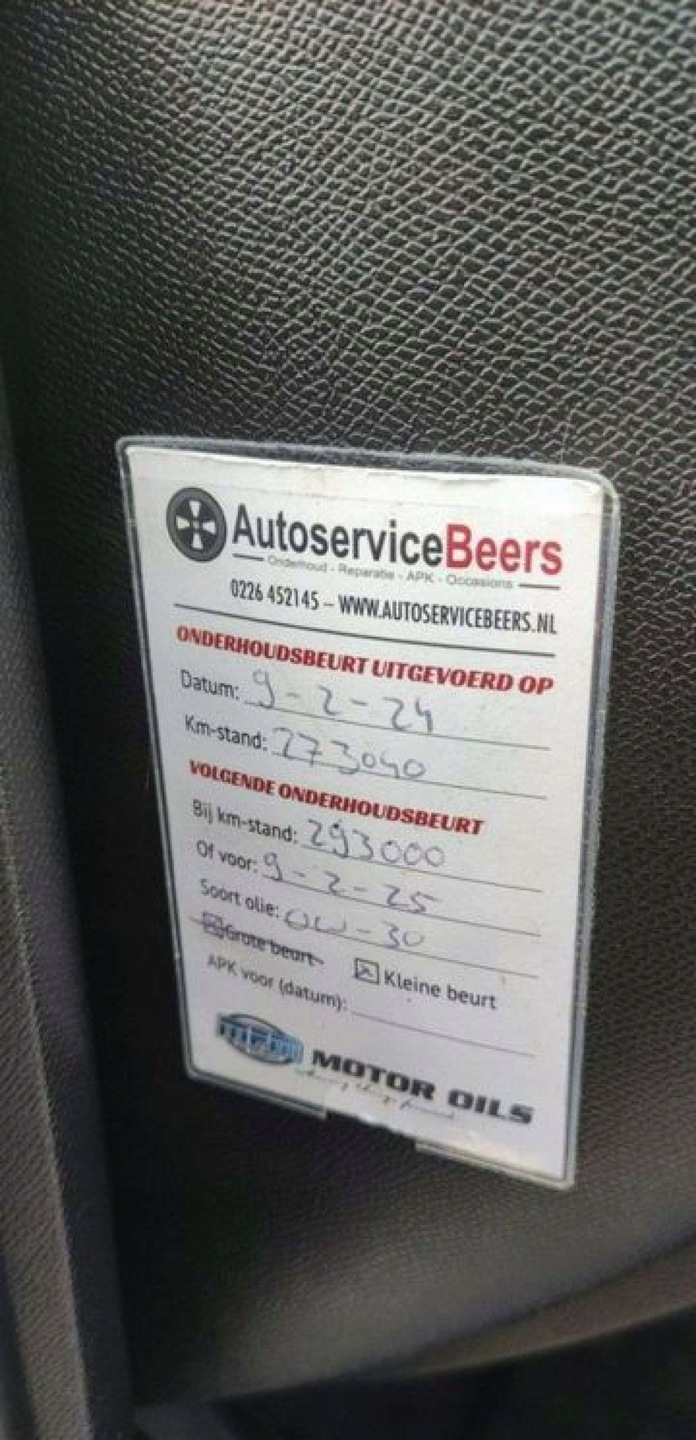 AutoserviceBeers
Onderhoud - Reparatie - APK - Occasions
0226 452145 – WWW.AUTOSERVICEBEERS.NL
ONDERHOUDSBEURT UITGEVOERD OP
Datum: 9-2-24
Km-stand: 273040
VOLGENDE ONDERHOUDSBEURT
Bij km-stand: 293000
Of voor: 9-2-25
Soort olie: 0W-30
Grote beurt Kleine beurt
APK voor (datum):
MPM MOTOR OILS